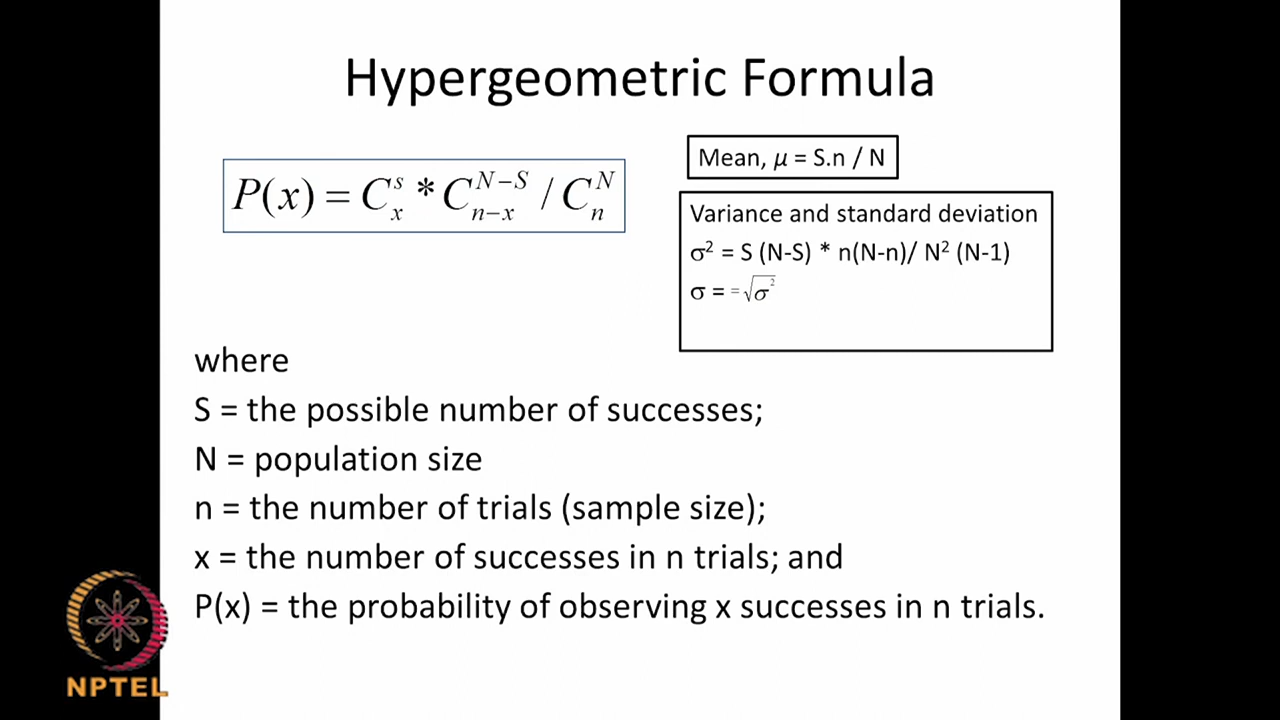 Hypergeometric Formula
P(x) = C^s_x * C^{N-S}_{n-x} / C^N_n
Mean, μ = S.n / N
Variance and standard deviation
σ² = S (N-S) * n(N-n)/ N² (N-1)
σ = = √σ²
where
S = the possible number of successes;
N = population size
n = the number of trials (sample size);
x = the number of successes in n trials; and
P(x) = the probability of observing x successes in n trials.
NPTEL